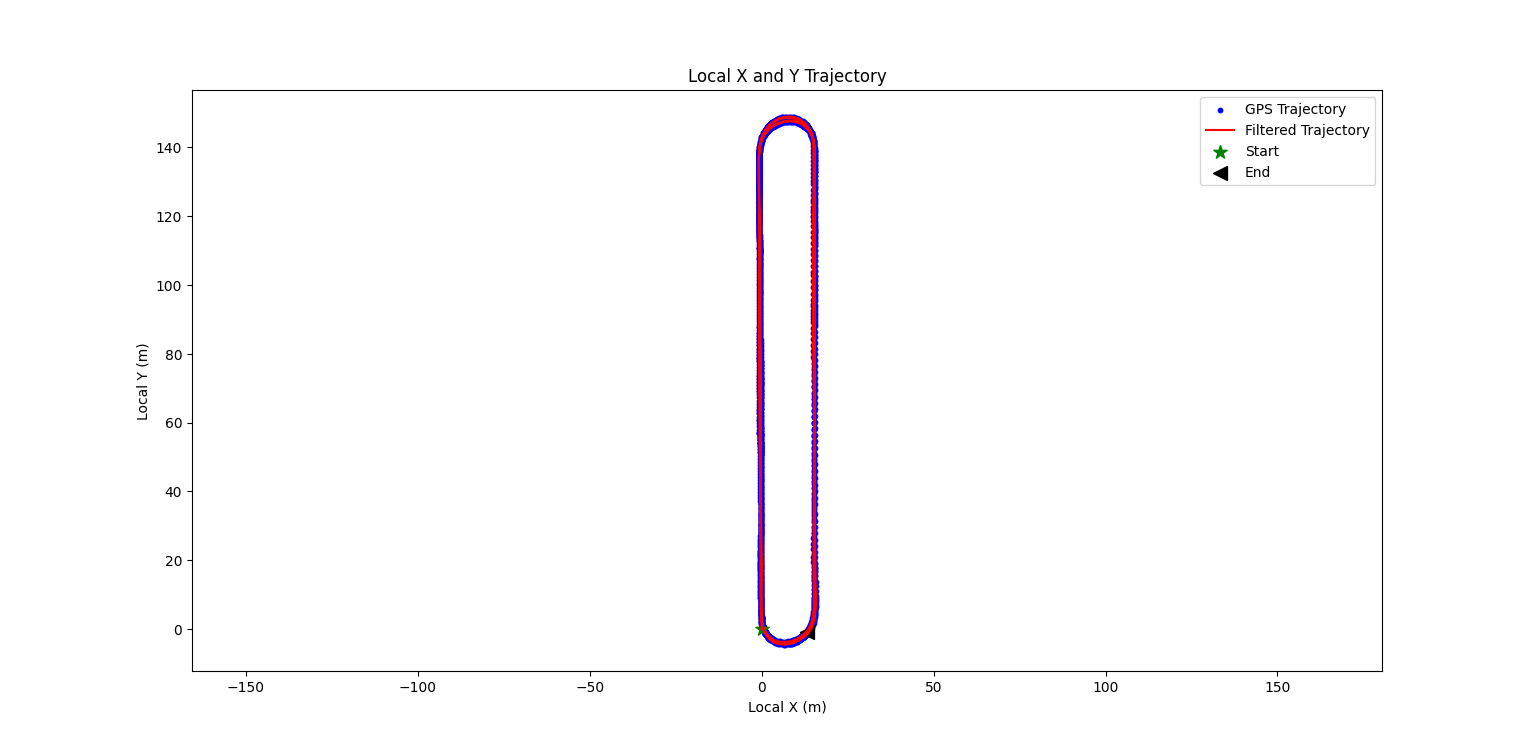 Local X and Y Trajectory
GPS Trajectory
Filtered Trajectory
Start
End
Local Y (m)
140
120
100
80
60
40
20
0
−150
−100
−50
0
50
100
150
Local X (m)